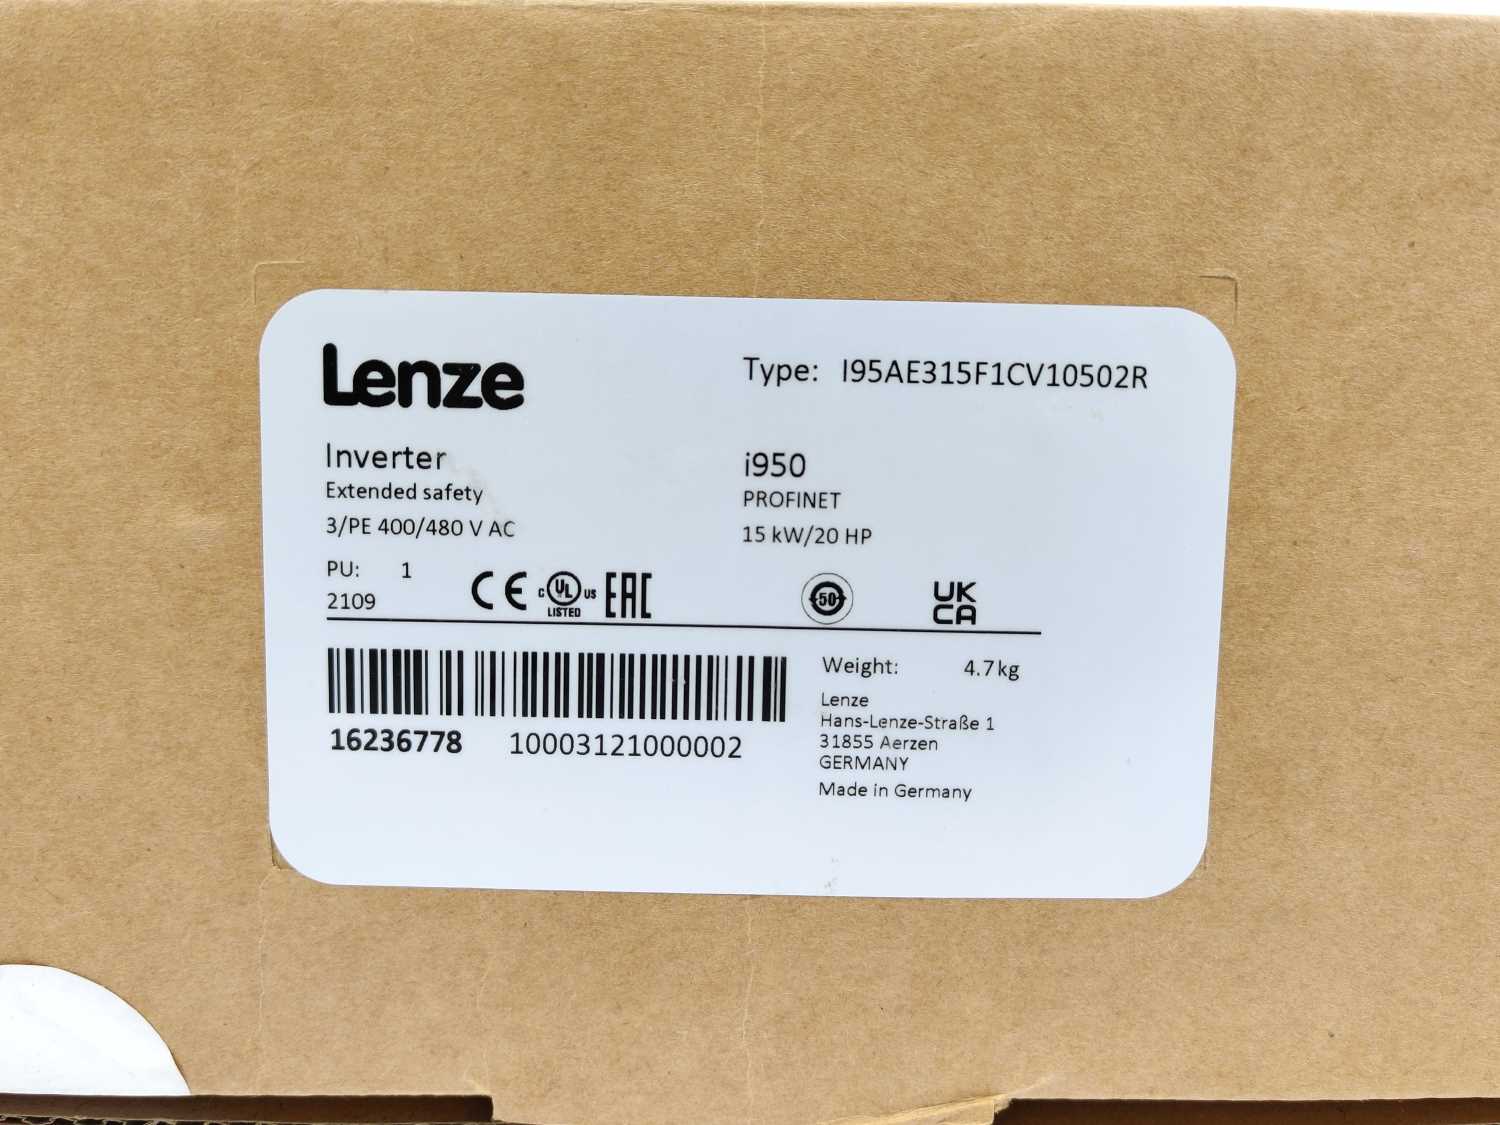 Lenze
Type: I95AE315F1CV10502R
Inverter
Extended safety
3/PE 400/480 V AC
i950
PROFINET
15 kW/20 HP
PU: 1
2109
CE
C UL US
LISTED
EAC
50
UK
CA
16236778 10003121000002
Weight: 4.7 kg
Lenze
Hans-Lenze-Straße 1
31855 Aerzen
GERMANY
Made in Germany